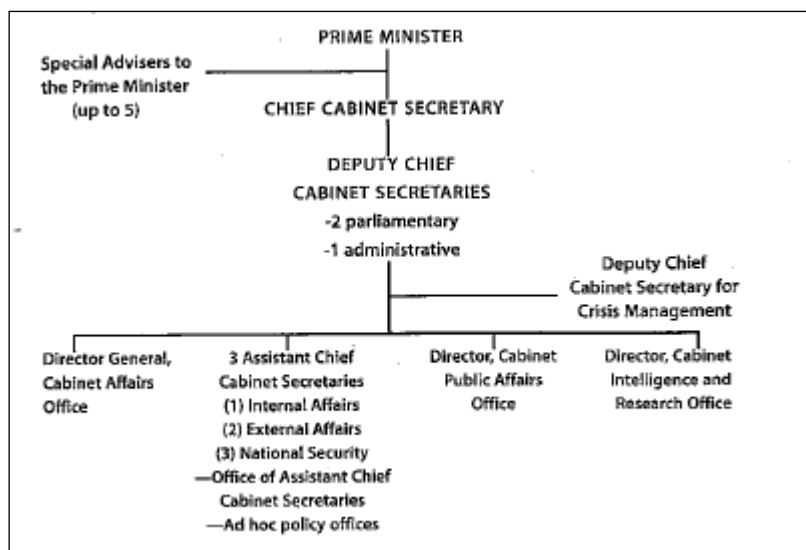 PRIME MINISTER
Special Advisers to
the Prime Minister
(up to 5)
CHIEF CABINET SECRETARY
DEPUTY CHIEF
CABINET SECRETARIES
-2 parliamentary
-1 administrative
Deputy Chief
Cabinet Secretary for
Crisis Management
Director General,
Cabinet Affairs
Office
3 Assistant Chief
Cabinet Secretaries
(1) Internal Affairs
(2) External Affairs
(3) National Security
—Office of Assistant Chief
Cabinet Secretaries
—Ad hoc policy offices
Director, Cabinet
Public Affairs
Office
Director, Cabinet
Intelligence and
Research Office